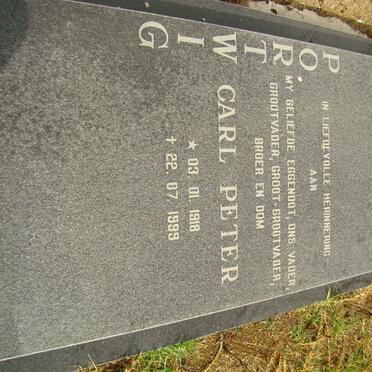 PORTWIG
IN LIEFDEVOLLE HERINNERING
AAN
MY GELIEFDE EGGENOOT, ONS VADER,
GROOTVADER, GROOT-GROOTVADER,
BROER EN OOM
CARL PETER
★ 03. 01. 1918
✝ 22. 07. 1999